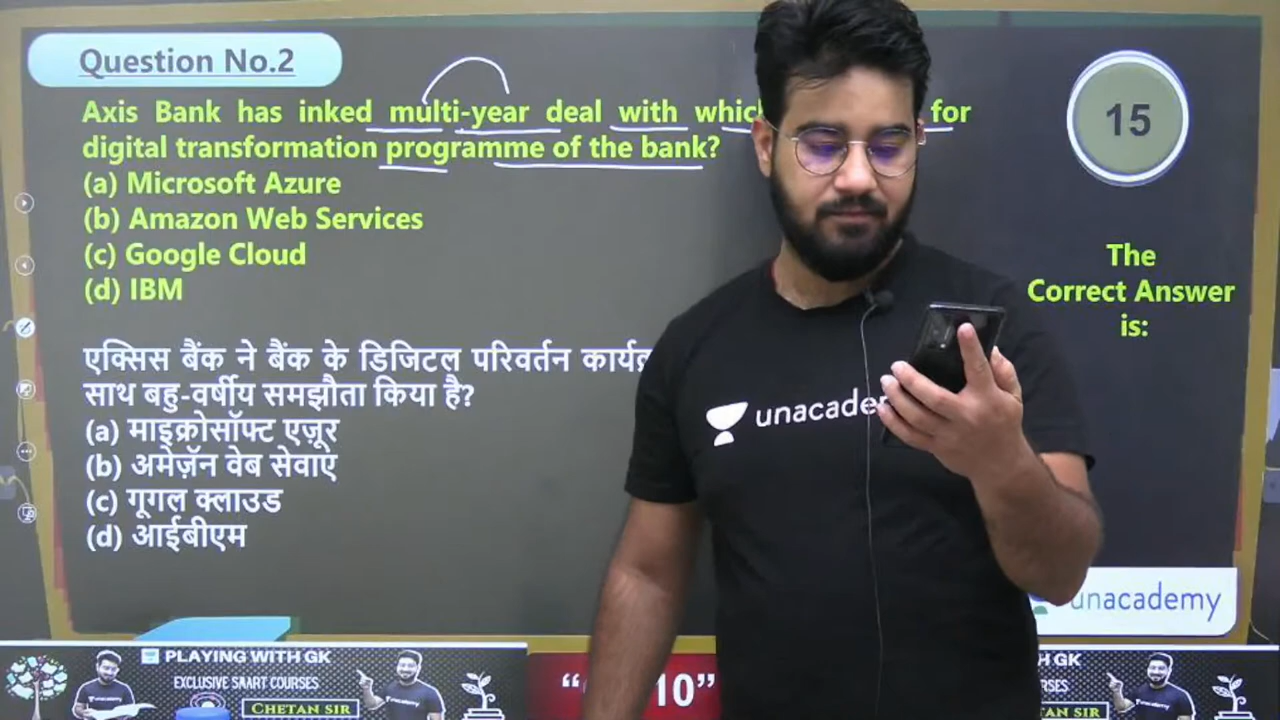 Question No.2
Axis Bank has inked multi-year deal with which for
digital transformation programme of the bank?
(a) Microsoft Azure
(b) Amazon Web Services
(c) Google Cloud
(d) IBM
एक्सिस बैंक ने बैंक के डिजिटल परिवर्तन
साथ बहु-वर्षीय समझौता किया है?
(a) माइक्रोसॉफ्ट एज़ूर
(b) अमेज़ॅन वेब सेवाएं
(c) गूगल क्लाउड
(d) आईबीएम
15
The
Correct Answer
is:
unacademy
unacademy
PLAYING WITH GK
EXCLUSIVE SAART COURSES
CHETAN SIR
10”
H GK
RSES
TAN SIR